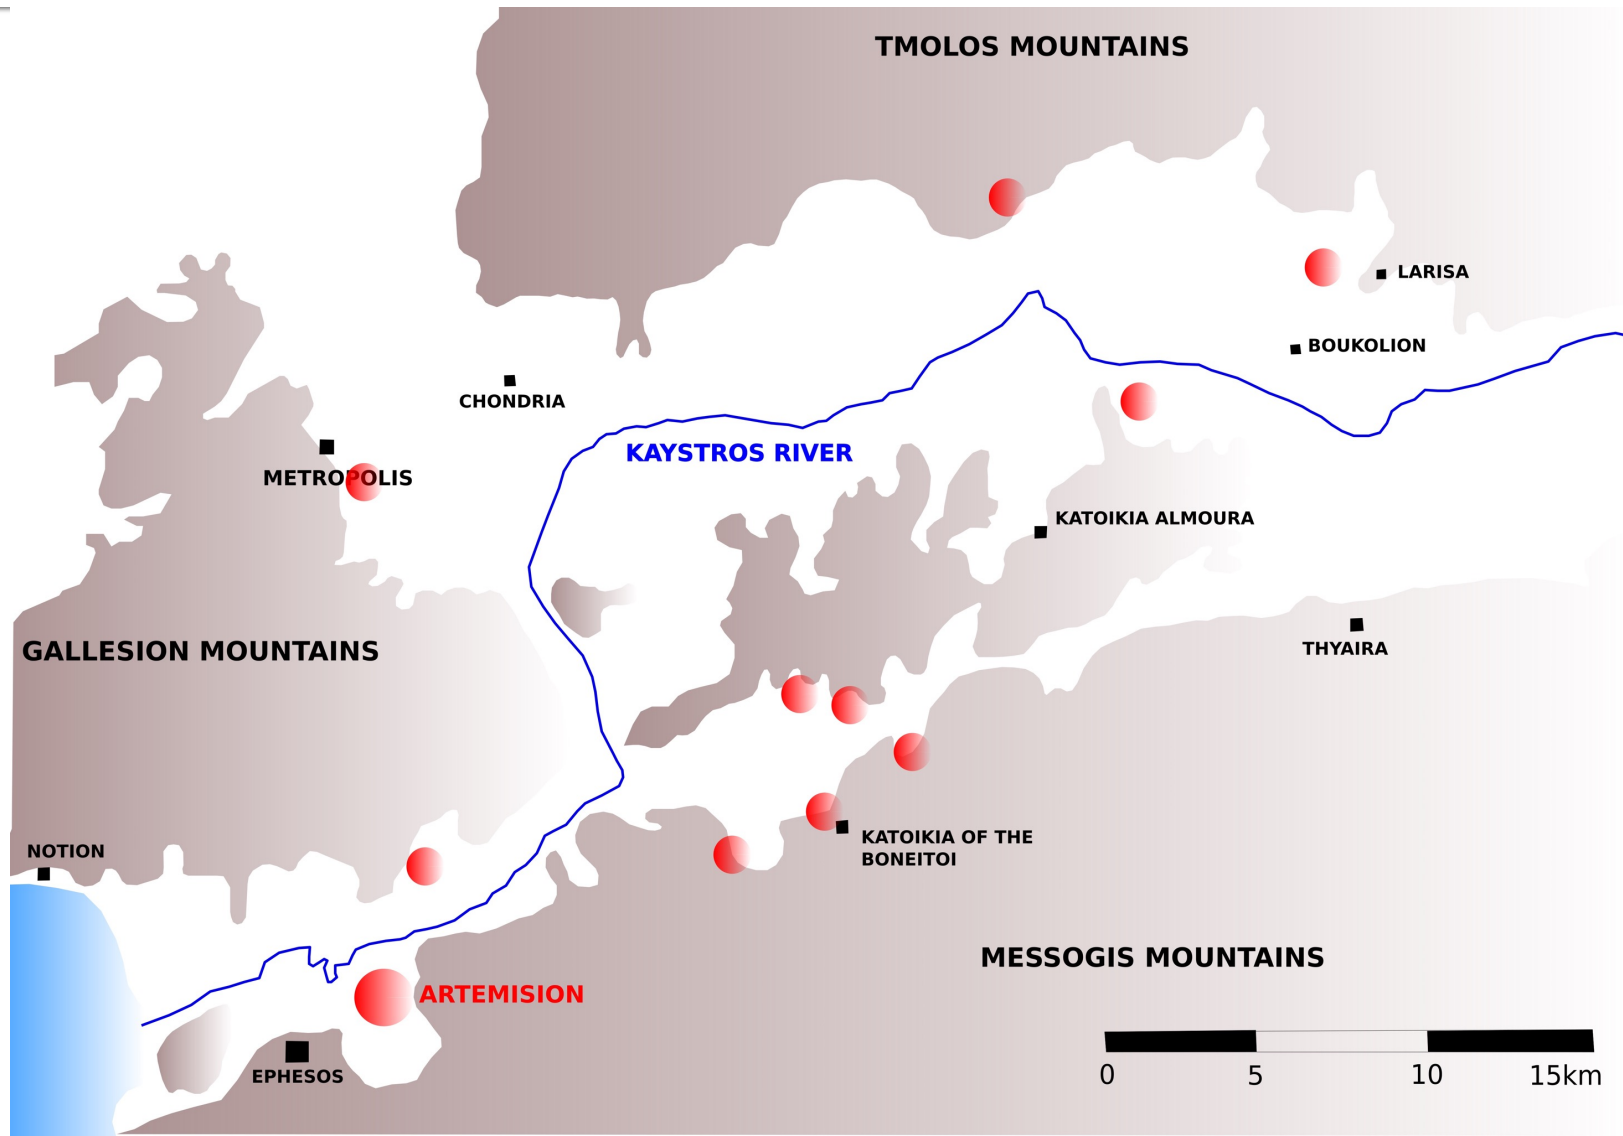 TMOLOS MOUNTAINS
LARISA
BOUKOLION
CHONDRIA
KAYSTROS RIVER
METROPOLIS
KATOIKIA ALMOURA
GALLESION MOUNTAINS
THYAIRA
NOTION
KATOIKIA OF THE
BONEITOI
MESSOGIS MOUNTAINS
ARTEMISION
EPHESOS
0 5 10 15km